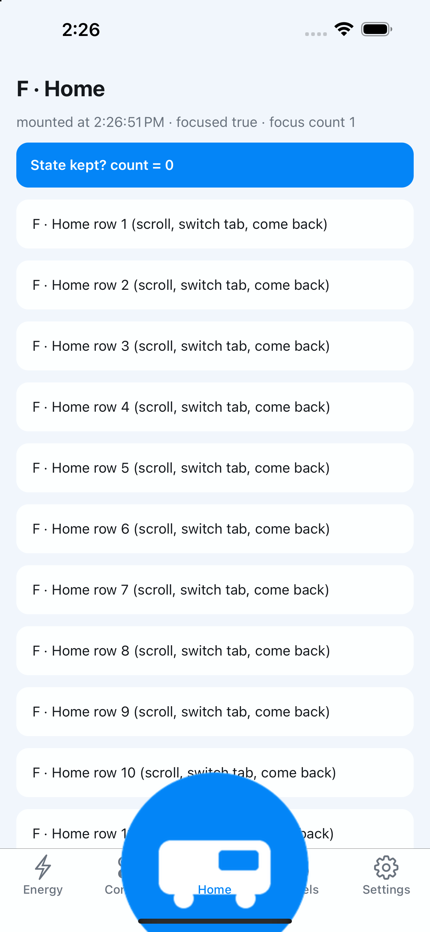 2:26
F · Home
mounted at 2:26:51 PM · focused true · focus count 1
State kept? count = 0
F · Home row 1 (scroll, switch tab, come back)
F · Home row 2 (scroll, switch tab, come back)
F · Home row 3 (scroll, switch tab, come back)
F · Home row 4 (scroll, switch tab, come back)
F · Home row 5 (scroll, switch tab, come back)
F · Home row 6 (scroll, switch tab, come back)
F · Home row 7 (scroll, switch tab, come back)
F · Home row 8 (scroll, switch tab, come back)
F · Home row 9 (scroll, switch tab, come back)
F · Home row 10 (scroll, switch tab, come back)
F · Home row back)
Energy Home Settings